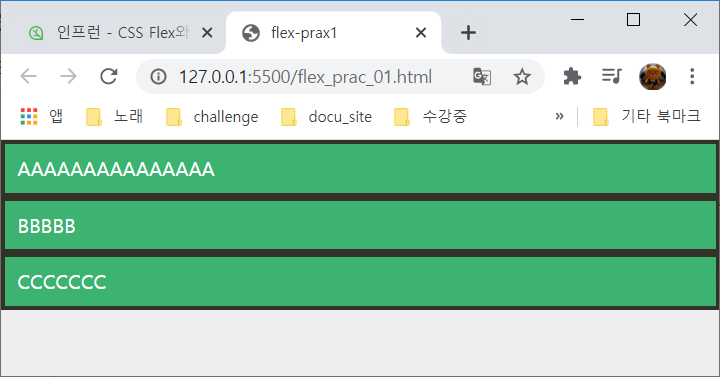 인프런 - CSS Flex와
flex-prax1
127.0.0.1:5500/flex_prac_01.html
앱 노래 challenge docu_site 수강중 » 기타 북마크
AAAAAAAAAAAAAAA
BBBBB
CCCCCCC